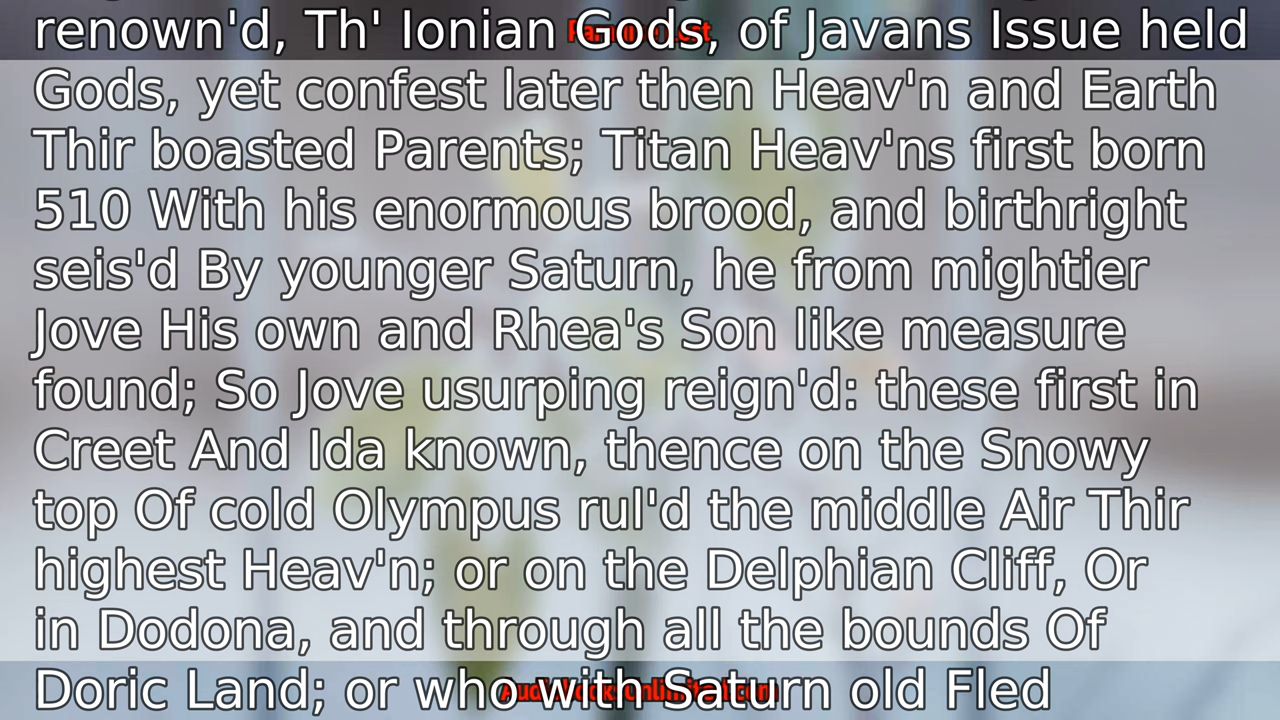 renown'd, Th' Ionian Gods, of Javans Issue held
Gods, yet confest later then Heav'n and Earth
Thir boasted Parents; Titan Heav'ns first born
510 With his enormous brood, and birthright
seis'd By younger Saturn, he from mightier
Jove His own and Rhea's Son like measure
found; So Jove usurping reign'd: these first in
Creet And Ida known, thence on the Snowy
top Of cold Olympus rul'd the middle Air Thir
highest Heav'n; or on the Delphian Cliff, Or
in Dodona, and through all the bounds Of
Doric Land; or who with Saturn old Fled